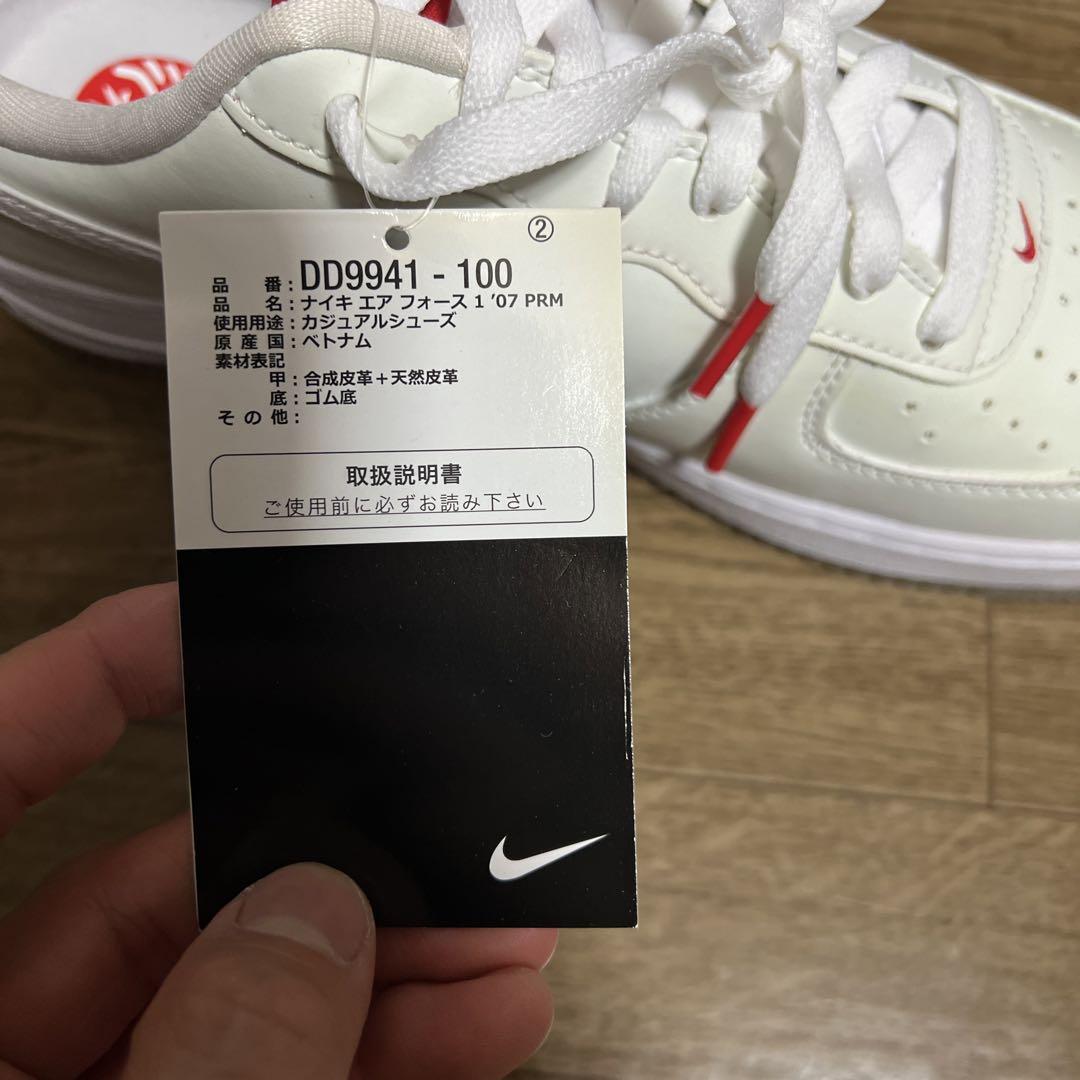 ②
品番：DD9941 - 100
品名：ナイキ エア フォース 1 '07 PRM
使用用途：カジュアルシューズ
原産国：ベトナム
素材表記
甲：合成皮革＋天然皮革
底：ゴム底
その他：
取扱説明書
ご使用前に必ずお読み下さい